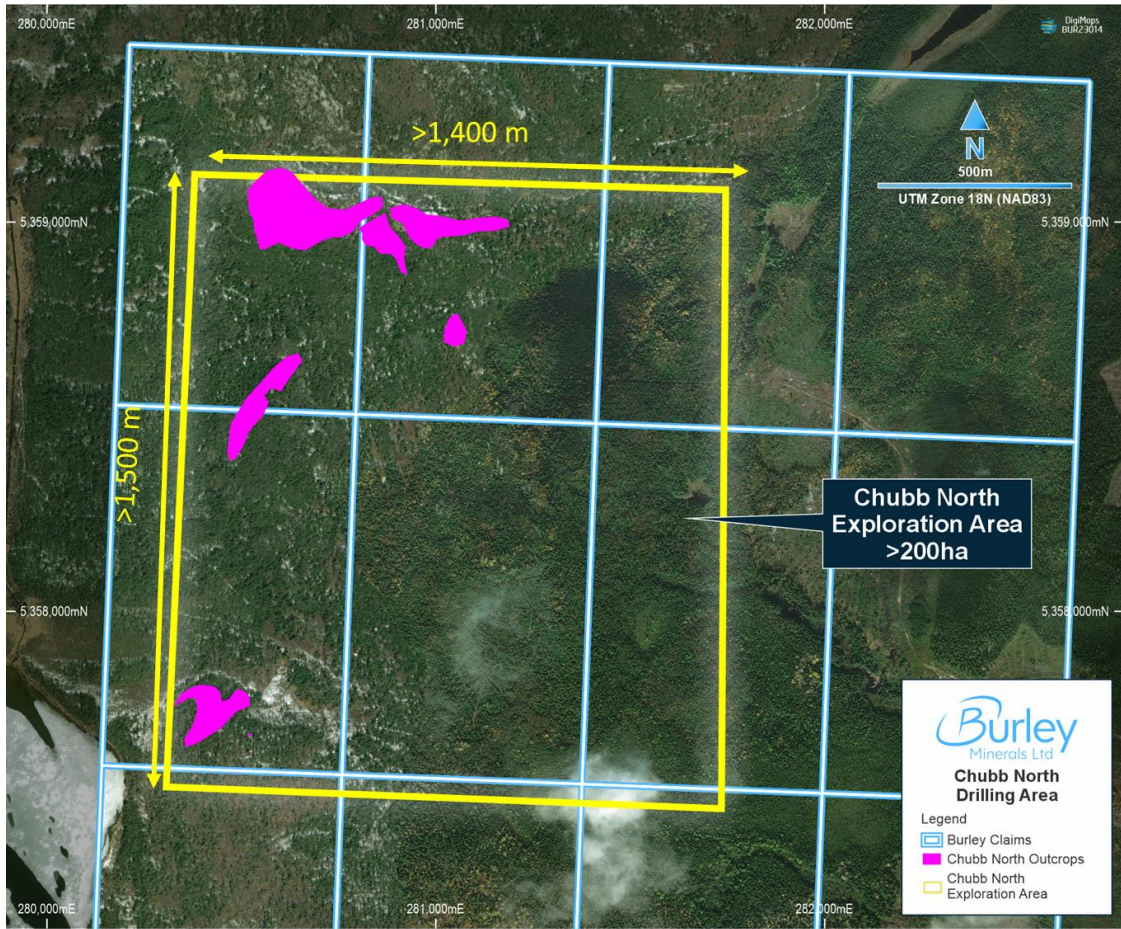 280,000mE
281,000mE
282,000mE
DigiMaps
BUR23014
>1,400 m
N
500m
UTM Zone 18N (NAD83)
5,359,000mN
5,359,000mN
>1,500 m
Chubb North
Exploration Area
>200ha
5,358,000mN
5,358,000mN
Burley
Minerals Ltd
Chubb North
Drilling Area
Legend
Burley Claims
Chubb North Outcrops
Chubb North
Exploration Area
280,000mE
281,000mE
282,000mE